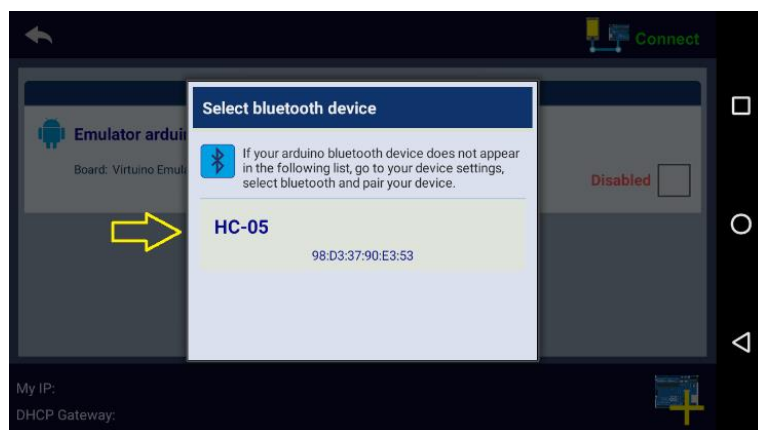 Connect
Select bluetooth device
If your arduino bluetooth device does not appear
in the following list, go to your device settings,
select bluetooth and pair your device.
Emulator ardui
Board: Virtuino Emul
Disabled
HC-05
98:D3:37:90:E3:53
My IP:
DHCP Gateway: